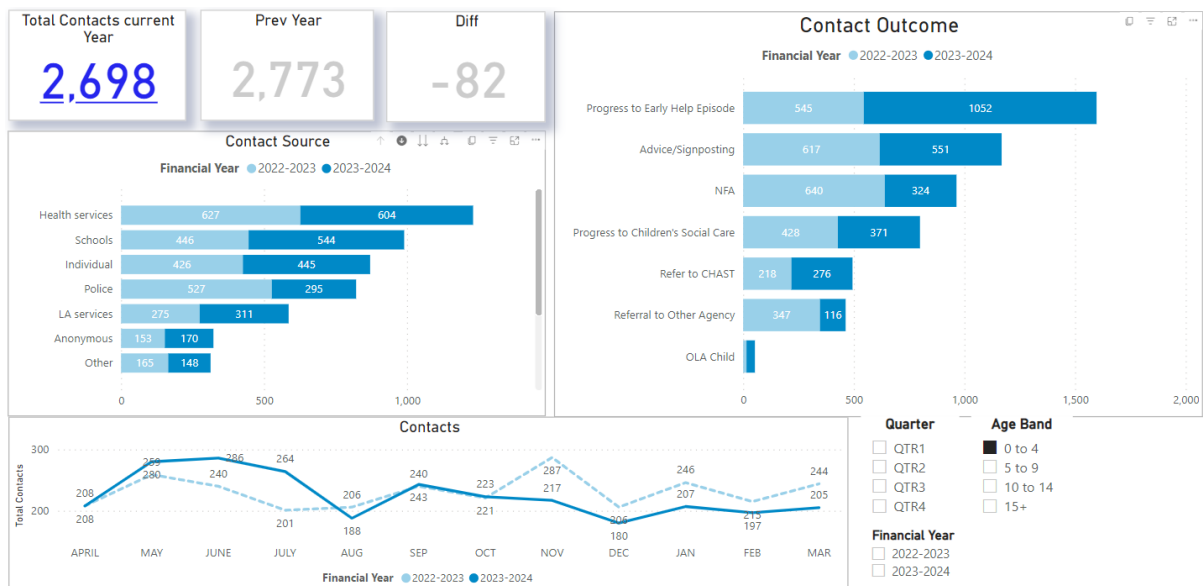 Total Contacts current
Year
2,698
Prev Year
2,773
Diff
-82
Contact Source
Financial Year 2022-2023 2023-2024
Health services 627 604
Schools 446 544
Individual 426 445
Police 527 295
LA services 275 311
Anonymous 153 170
Other 165 148
0 500 1,000
Contact Outcome
Financial Year 2022-2023 2023-2024
Progress to Early Help Episode 545 1052
Advice/Signposting 617 551
NFA 640 324
Progress to Children's Social Care 428 371
Refer to CHAST 218 276
Referral to Other Agency 347 116
OLA Child
0 500 1,000 1,500 2,000
Contacts
Total Contacts
300
200
208 259 286 264 206 240 223 287 206 246 215 244
208 280 240 201 188 243 221 217 180 207 197 205
APRIL MAY JUNE JULY AUG SEP OCT NOV DEC JAN FEB MAR
Financial Year 2022-2023 2023-2024
Quarter
QTR1
QTR2
QTR3
QTR4
Age Band
0 to 4
5 to 9
10 to 14
15+
Financial Year
2022-2023
2023-2024